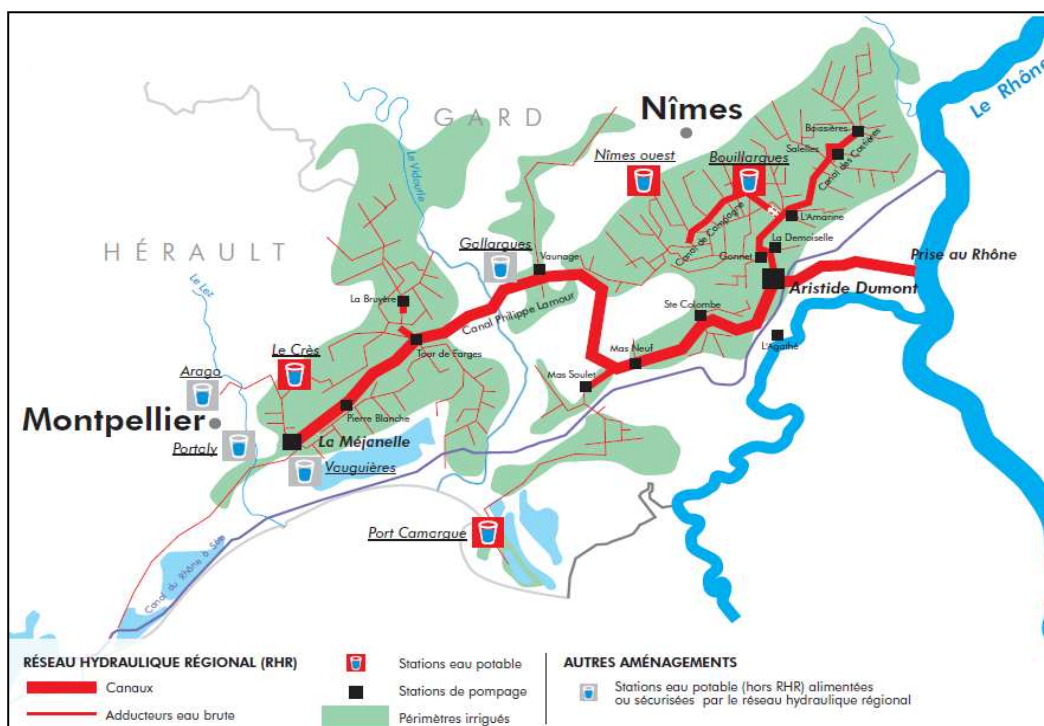 Le Rhône
GARD
Nîmes
Boissières
Salelles
Canal des Costières
Nîmes ouest
Bouillargues
Le Vidourle
L'Amarine
Canal de Campagne
La Demoiselle
HÉRAULT
Gallargues
Vaunage
Gonnet
Prise au Rhône
Aristide Dumont
Le Lez
La Bruyère
Canal Philippe Lamour
Ste Colombe
L'Agathé
Le Crès
Tour de Farges
Mas Neuf
Arago
Mas Soulet
Montpellier
Pierre Blanche
La Méjanelle
Portaly
Vauguières
Port Camargue
Canal du Rhône à Sète
RÉSEAU HYDRAULIQUE RÉGIONAL (RHR)
Canaux
Adducteurs eau brute
Stations eau potable
Stations de pompage
Périmètres irrigués
AUTRES AMÉNAGEMENTS
Stations eau potable (hors RHR) alimentées
ou sécurisées par le réseau hydraulique régional